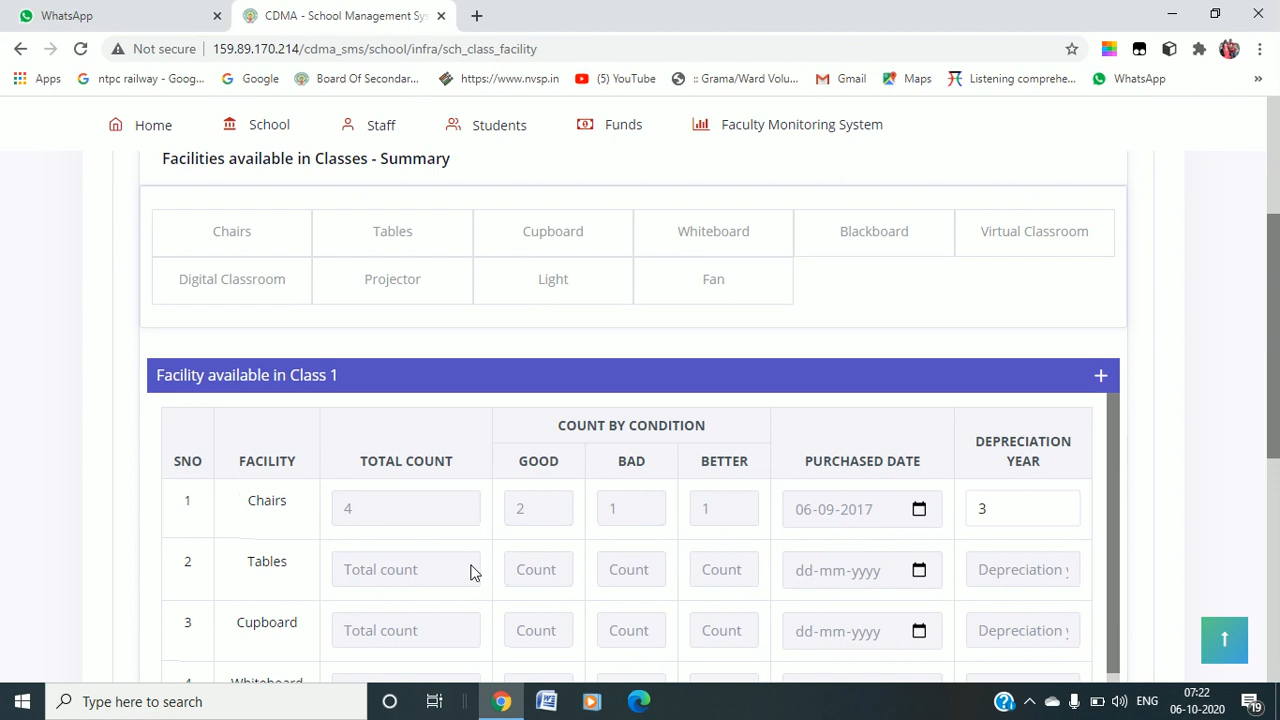 WhatsApp
CDMA - School Management Sys
Not secure
159.89.170.214/cdma_sms/school/infra/sch_class_facility
Apps
ntpc railway - Goog...
Google
Board Of Secondar...
https://www.nvsp.in
(5) YouTube
:: Grama/Ward Volu...
Gmail
Maps
Listening comprehe...
WhatsApp
»
Home
School
Staff
Students
Funds
Faculty Monitoring System
Facilities available in Classes - Summary
Chairs
Tables
Cupboard
Whiteboard
Blackboard
Virtual Classroom
Digital Classroom
Projector
Light
Fan
Facility available in Class 1
+
SNO
FACILITY
TOTAL COUNT
COUNT BY CONDITION
GOOD
BAD
BETTER
PURCHASED DATE
DEPRECIATION
YEAR
1
Chairs
4
2
1
1
06-09-2017
3
2
Tables
Total count
Count
Count
Count
dd-mm-yyyy
Depreciation
3
Cupboard
Total count
Count
Count
Count
dd-mm-yyyy
Depreciation
4
Whiteboard
Type here to search
ENG
07:22
06-10-2020
19